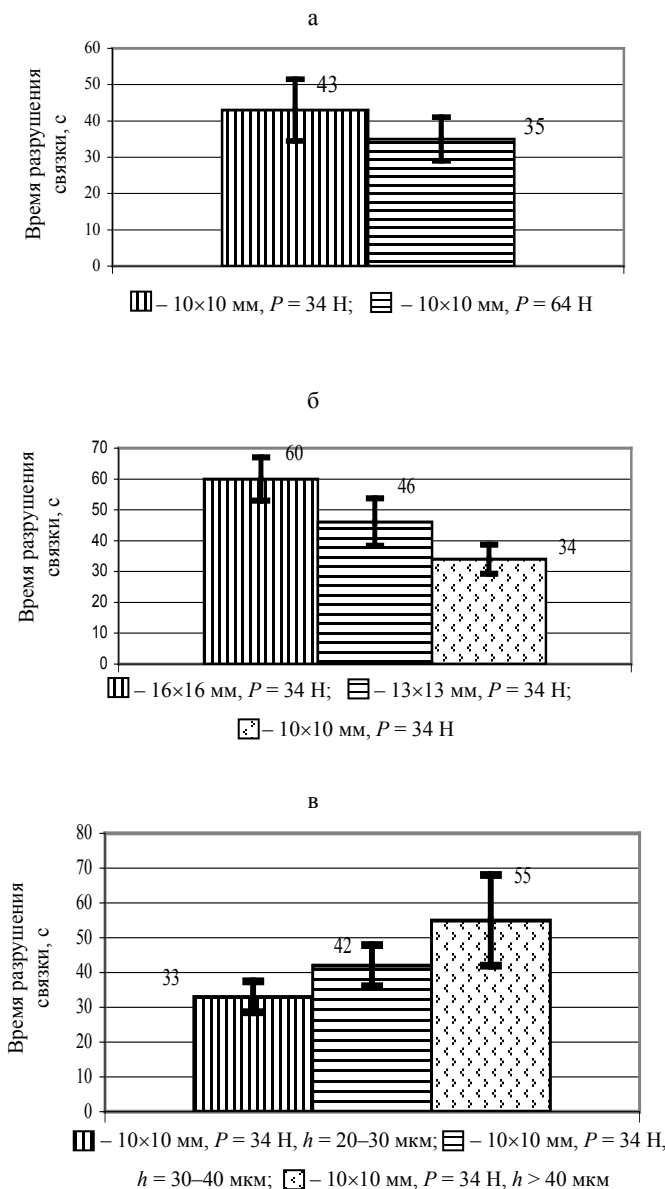 а
Время разрушения
связки, с
60
50
40
30
20
10
0
43
35
– 10×10 мм, P = 34 Н; – 10×10 мм, P = 64 Н
б
Время разрушения
связки, с
70
60
50
40
30
20
10
0
60
46
34
– 16×16 мм, P = 34 Н; – 13×13 мм, P = 34 Н;
– 10×10 мм, P = 34 Н
в
Время разрушения
связки, с
80
70
60
50
40
30
20
10
0
33
42
55
– 10×10 мм, P = 34 Н, h = 20–30 мкм; – 10×10 мм, P = 34 Н,
h = 30–40 мкм; – 10×10 мм, P = 34 Н, h > 40 мкм